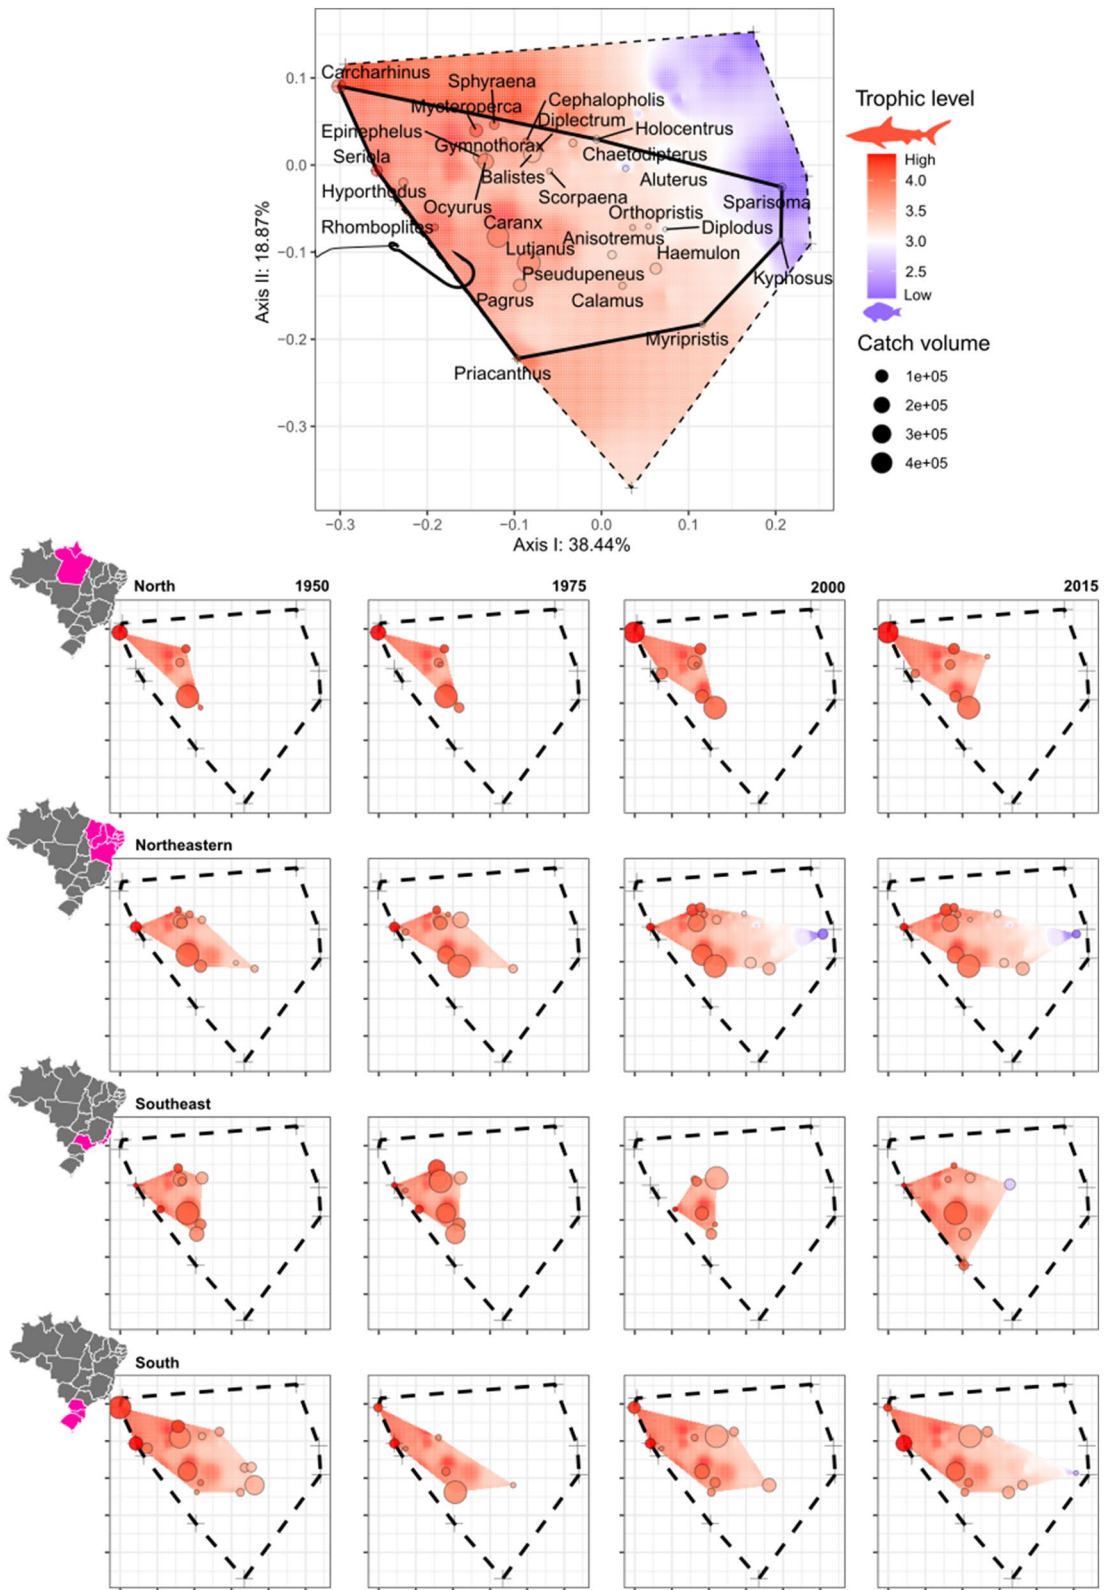 Carcharhinus
Sphyraena
Mycteroperca
Cephalopholis
Diplectrum
Epinephelus
Holocentrus
Gymnothorax
Chaetodipterus
Seriola
Balistes
Aluterus
Hyporthodus
Scorpaena
Sparisoma
Ocyurus
Orthopristis
Rhomboplites
Caranx
Diplodus
Anisotremus
Lutjanus
Haemulon
Pseudupeneus
Kyphosus
Pagrus
Calamus
Myripristis
Priacanthus
0.1
0.0
−0.1
−0.2
−0.3
Axis II: 18.87%
−0.3 −0.2 −0.1 0.0 0.1 0.2
Axis I: 38.44%
Trophic level
High
4.0
3.5
3.0
2.5
Low
Catch volume
1e+05
2e+05
3e+05
4e+05
North 1950 1975 2000 2015
Northeastern
Southeast
South